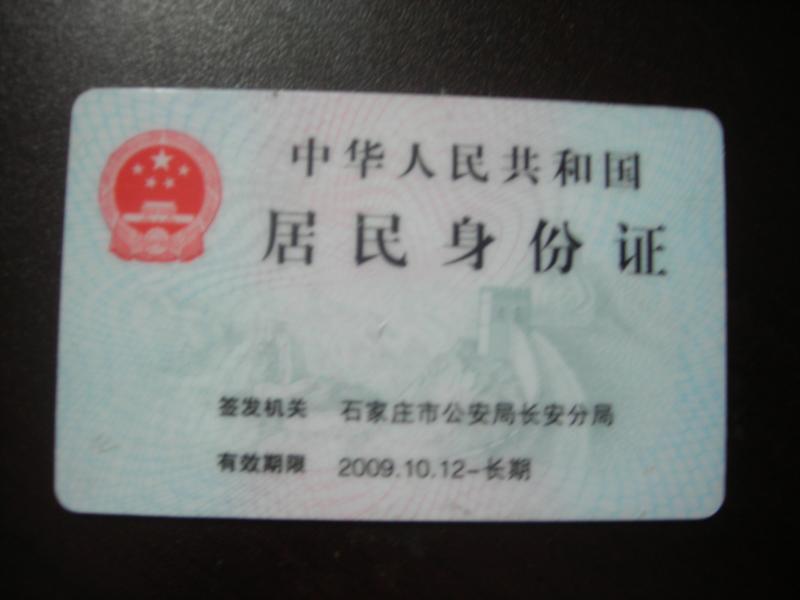 中华人民共和国
居民身份证
签发机关 石家庄市公安局长安分局
有效期限 2009.10.12-长期